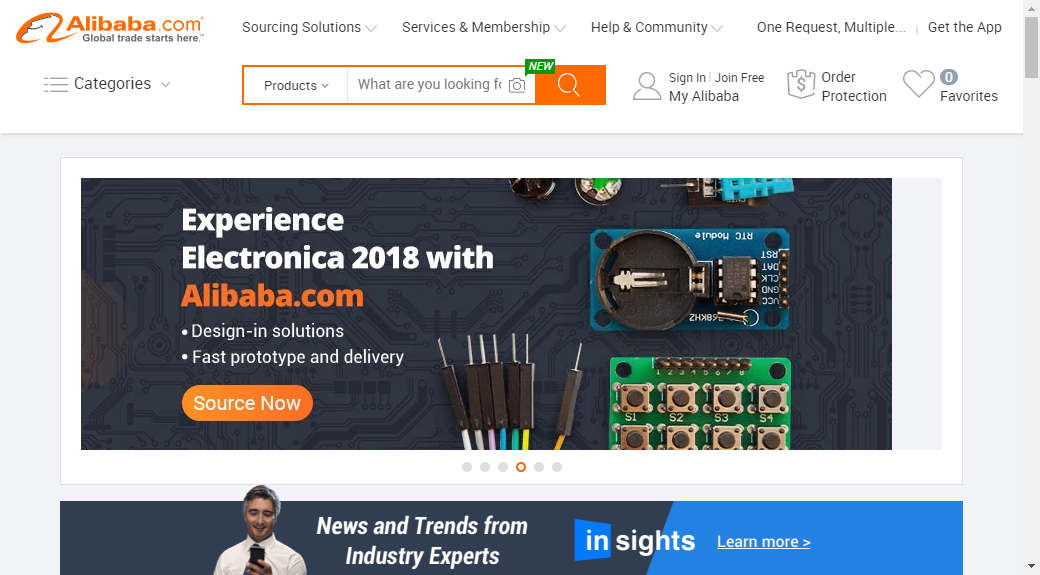 Alibaba.com
Global trade starts here.™
Sourcing Solutions
Services & Membership
Help & Community
One Request, Multiple...
Get the App
Categories
Products
What are you looking fo
NEW
Sign In
Join Free
My Alibaba
Order
Protection
0
Favorites
Experience
Electronica 2018 with
Alibaba.com
• Design-in solutions
• Fast prototype and delivery
Source Now
RTC Module
RST
DAT
CLK
GND
VCC
1 2 3 4 5 6 7 8
S1 S2 S3 S4
News and Trends from
Industry Experts
in sights
Learn more >